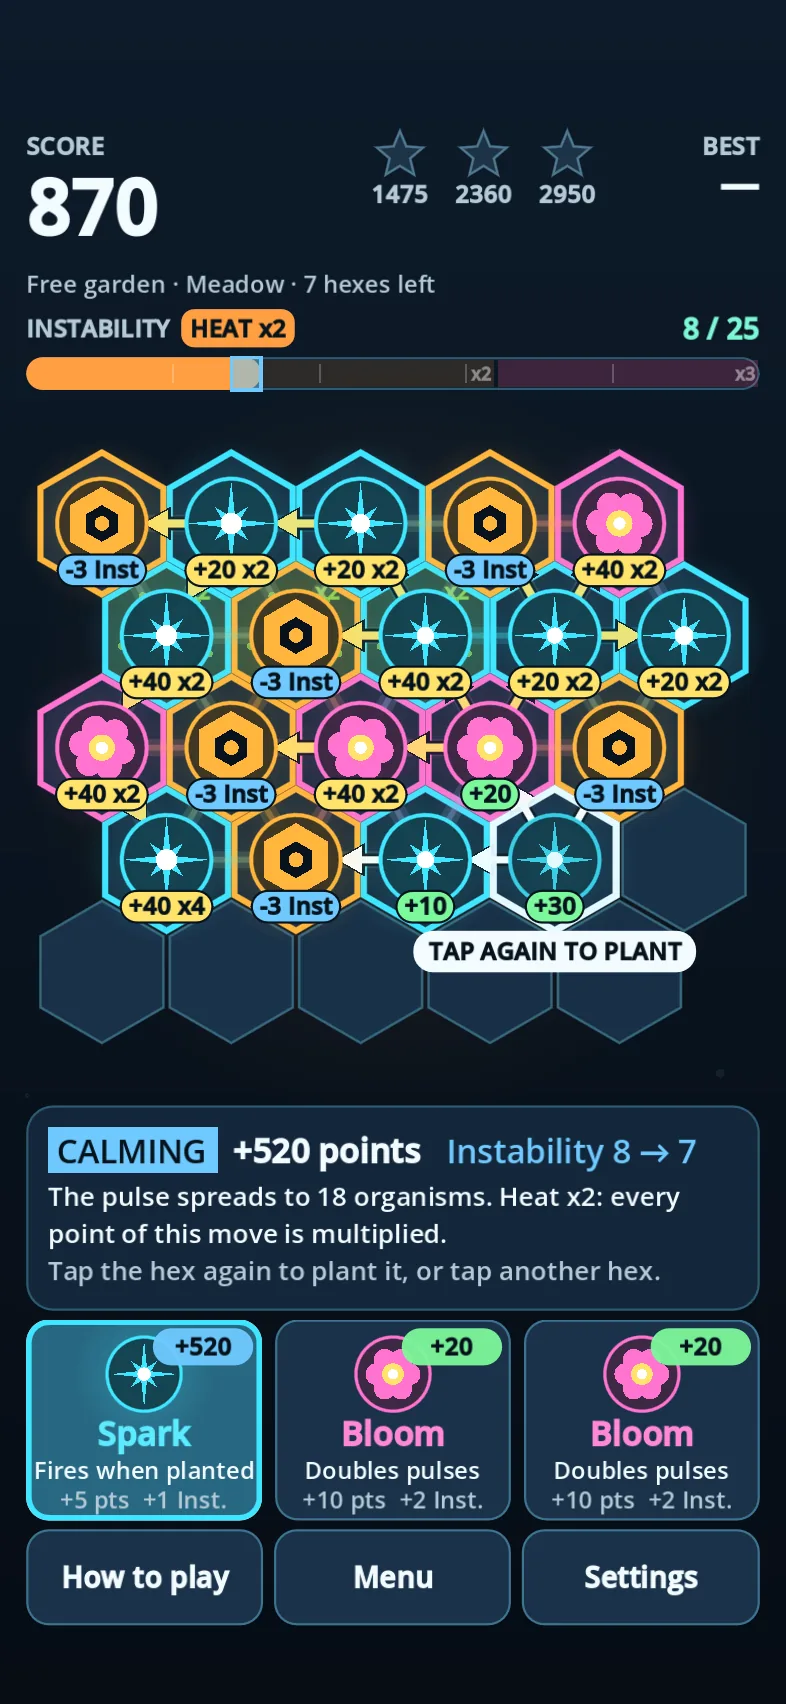 SCORE
870
1475 2360 2950
BEST
—
Free garden · Meadow · 7 hexes left
INSTABILITY HEAT x2 8 / 25
x2 x3
-3 Inst +20 x2 +20 x2 -3 Inst +40 x2
+40 x2 -3 Inst +40 x2 +20 x2 +20 x2
+40 x2 -3 Inst +40 x2 +20 -3 Inst
+40 x4 -3 Inst +10 +30
TAP AGAIN TO PLANT
CALMING +520 points Instability 8 → 7
The pulse spreads to 18 organisms. Heat x2: every
point of this move is multiplied.
Tap the hex again to plant it, or tap another hex.
+520 +20 +20
Spark Bloom Bloom
Fires when planted Doubles pulses Doubles pulses
+5 pts +1 Inst. +10 pts +2 Inst. +10 pts +2 Inst.
How to play Menu Settings